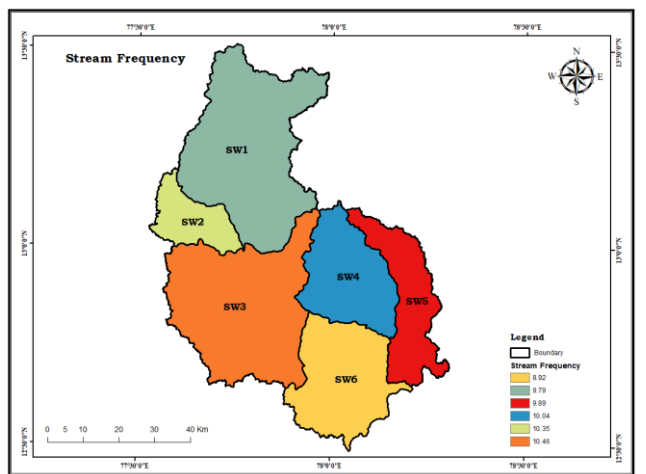 77°30'0"E 78°0'0"E 78°30'0"E
13°30'0"N 13°30'0"N
Stream Frequency
N
W E
S
SW1
SW2
13°0'0"N 13°0'0"N
SW4
SW3 SW5
SW6
Legend
Boundary
Stream Frequency
8.92
9.79
9.89
10.04
10.35
10.46
0 5 10 20 30 40 Km
12°30'0"N 12°30'0"N
77°30'0"E 78°0'0"E 78°30'0"E